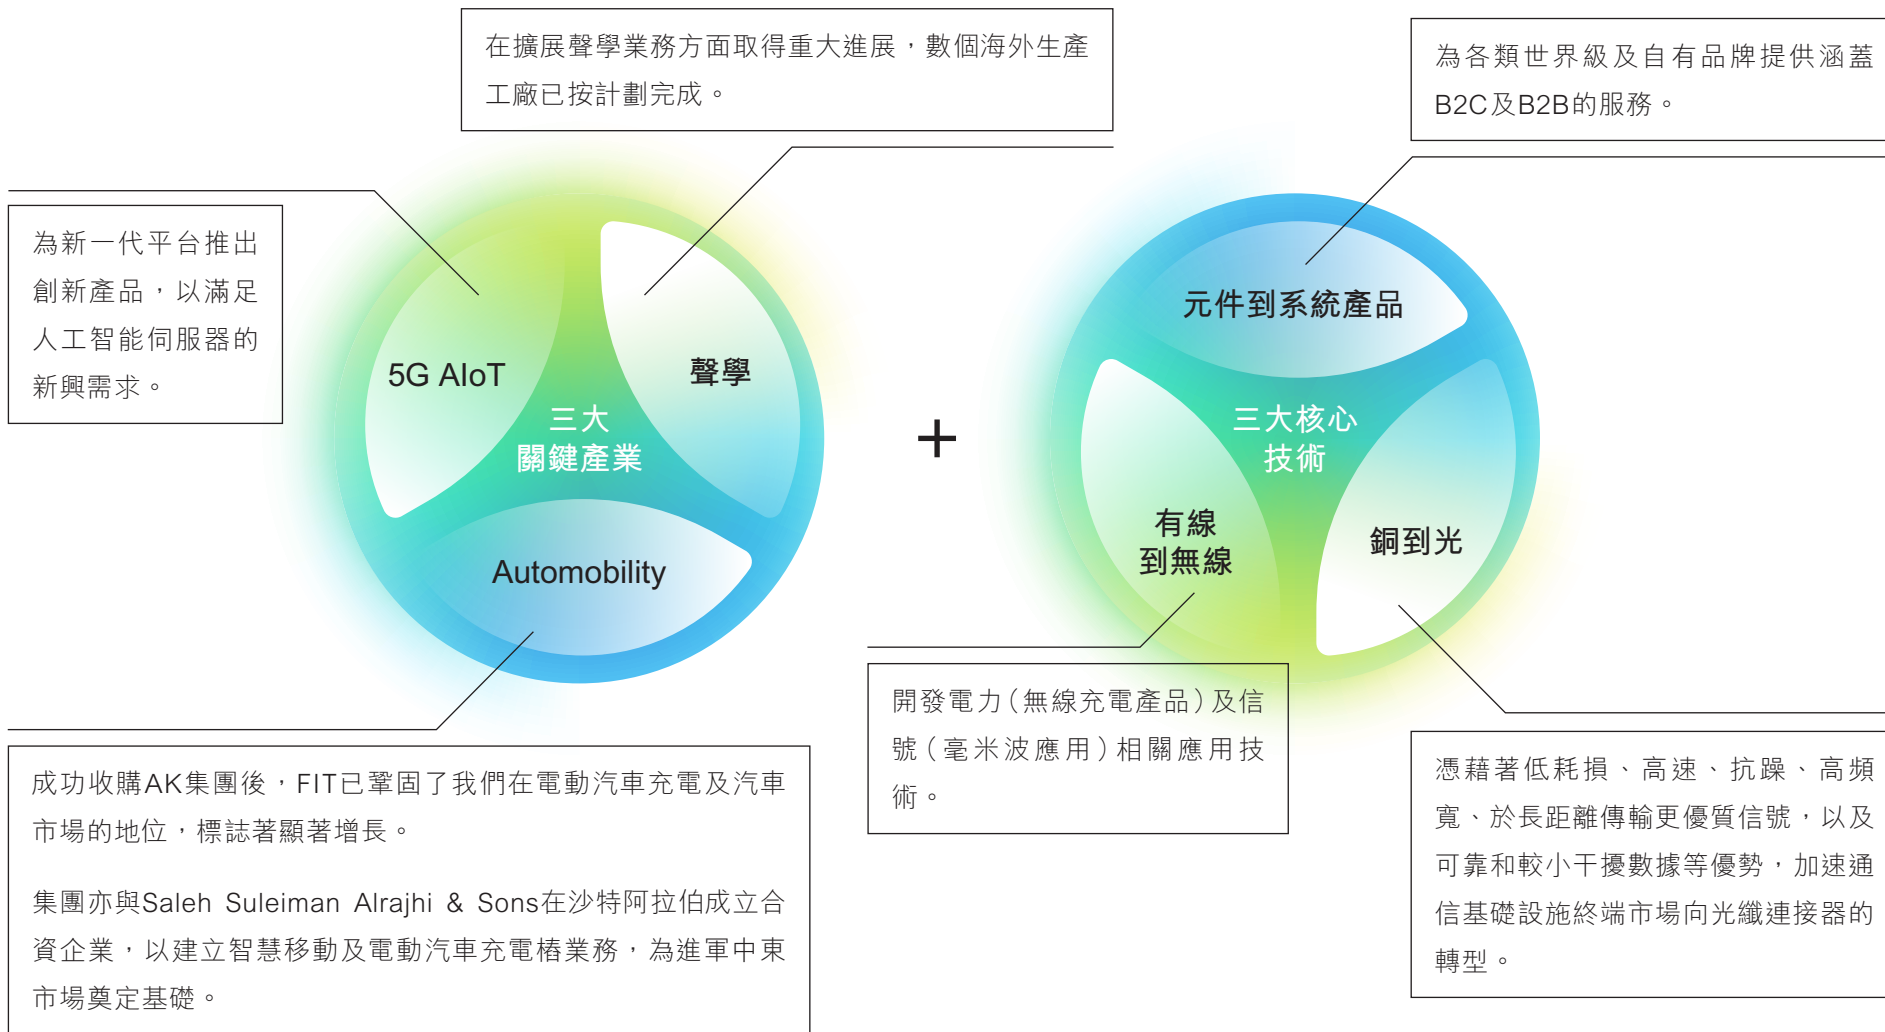 在擴展聲學業務方面取得重大進展，數個海外生產
工廠已按計劃完成。
為各類世界級及自有品牌提供涵蓋
B2C及B2B的服務。
為新一代平台推出
創新產品，以滿足
人工智能伺服器的
新興需求。
5G AIoT
聲學
三大
關鍵產業
Automobility
+
元件到系統產品
三大核心
技術
有線
到無線
銅到光
開發電力（無線充電產品）及信
號（毫米波應用）相關應用技
術。
成功收購AK集團後，FIT已鞏固了我們在電動汽車充電及汽車
市場的地位，標誌著顯著增長。
集團亦與Saleh Suleiman Alrajhi & Sons在沙特阿拉伯成立合
資企業，以建立智慧移動及電動汽車充電樁業務，為進軍中東
市場奠定基礎。
憑藉著低耗損、高速、抗躁、高頻
寬、於長距離傳輸更優質信號，以及
可靠和較小干擾數據等優勢，加速通
信基礎設施終端市場向光纖連接器的
轉型。